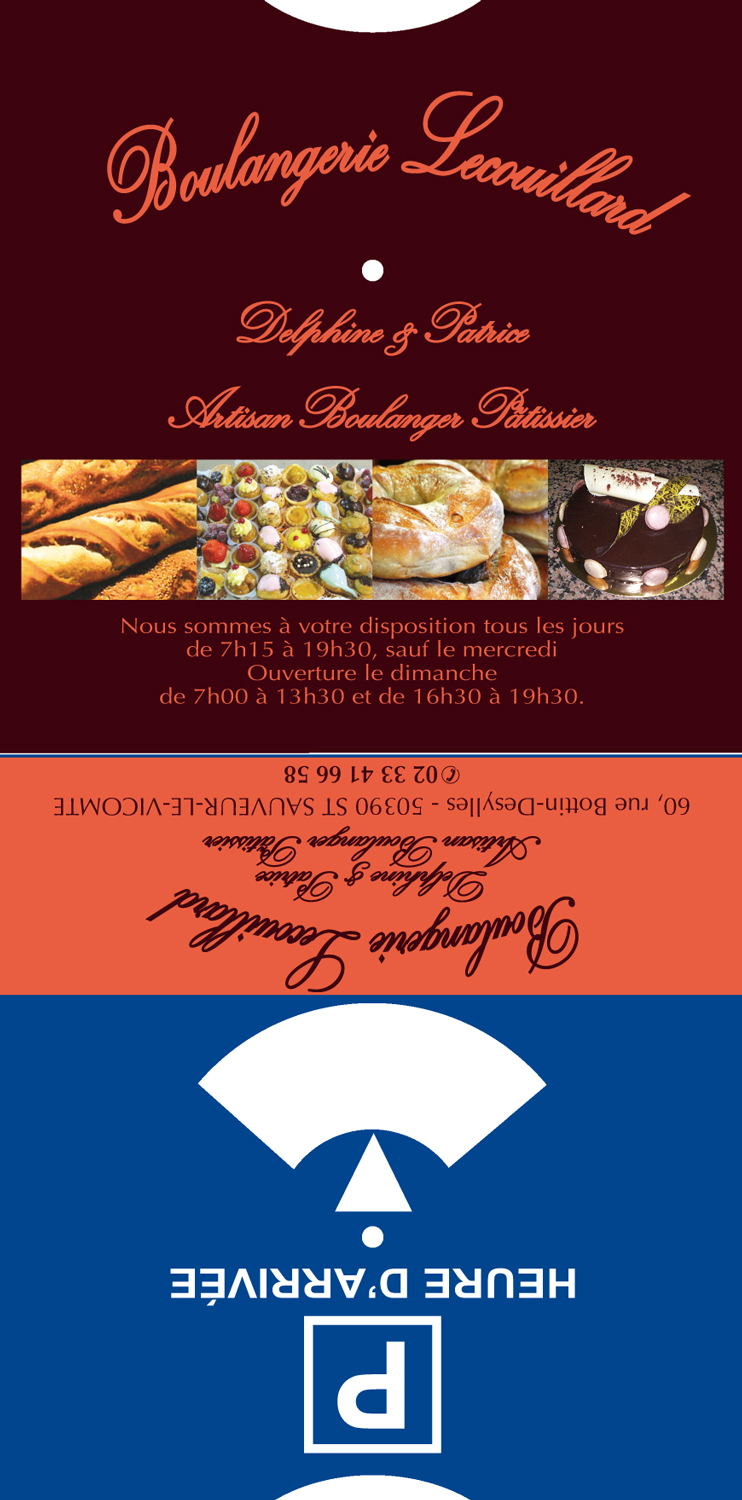 Boulangerie Lecouillard
Delphine & Patrice
Artisan Boulanger Pâtissier
Nous sommes à votre disposition tous les jours
de 7h15 à 19h30, sauf le mercredi
Ouverture le dimanche
de 7h00 à 13h30 et de 16h30 à 19h30.
P
HEURE D'ARRIVÉE
Boulangerie Lecouillard
Delphine & Patrice
Artisan Boulanger Pâtissier
60, rue Bottin-Desylles - 50390 ST SAUVEUR-LE-VICOMTE
✆02 33 41 66 58